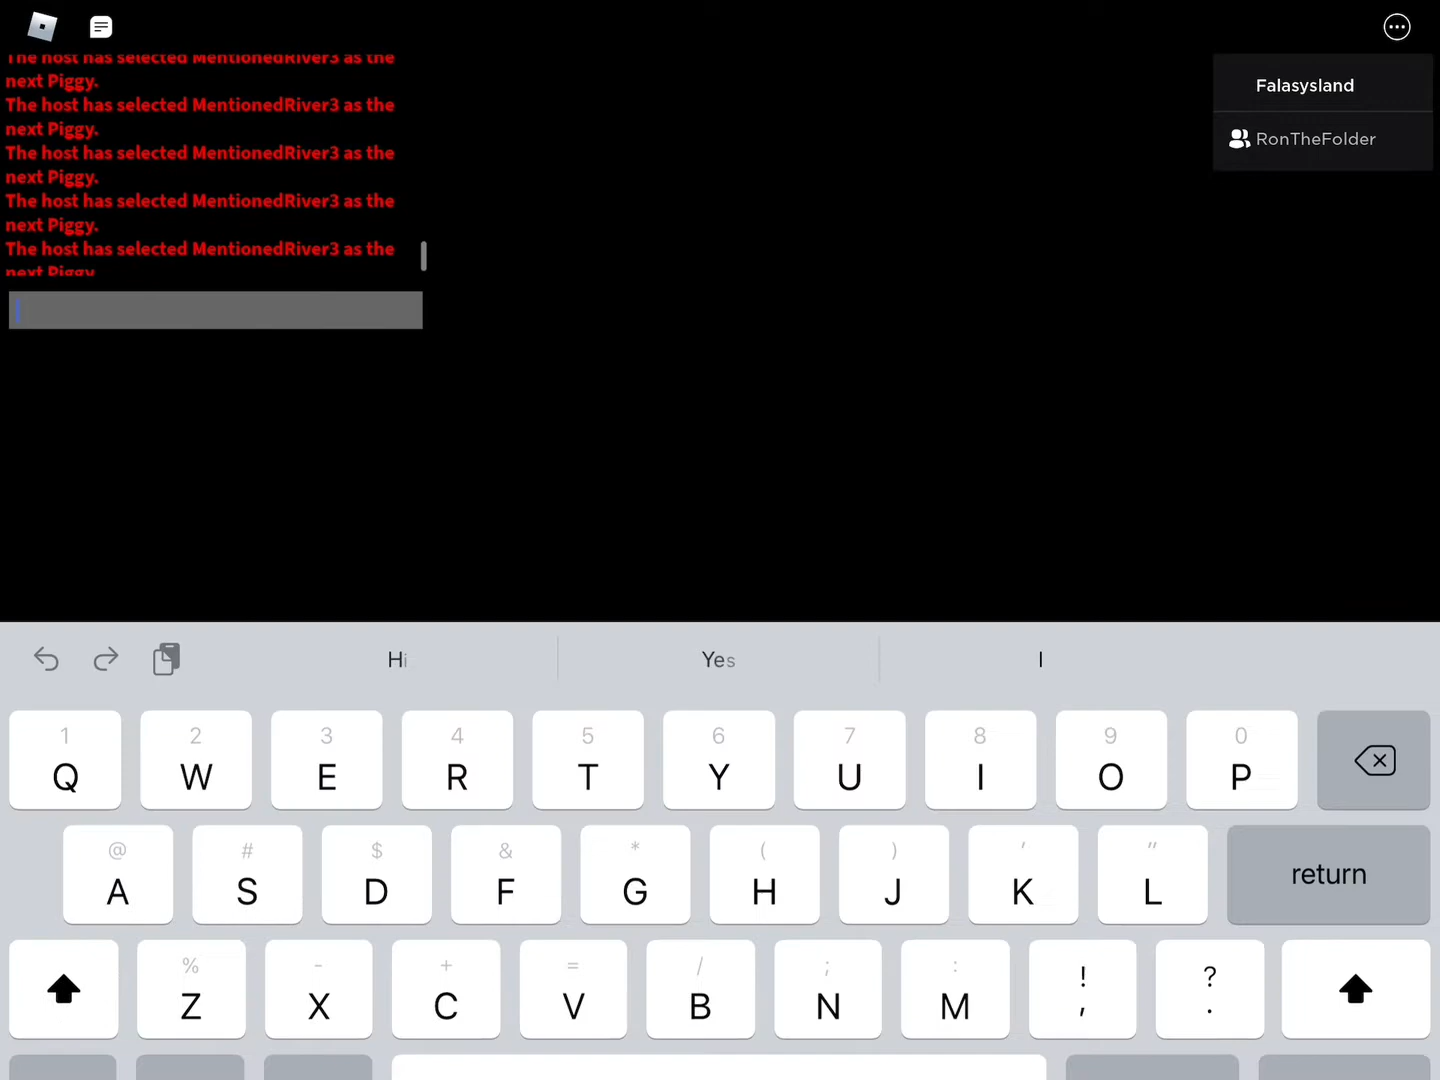 The host has selected MentionedRiver3 as the
next Piggy.
The host has selected MentionedRiver3 as the
next Piggy.
The host has selected MentionedRiver3 as the
next Piggy.
The host has selected MentionedRiver3 as the
next Piggy.
The host has selected MentionedRiver3 as the
next Piggy
Falasysland
RonTheFolder
Hi Yes I
1 2 3 4 5 6 7 8 9 0
Q W E R T Y U I O P
@ # $ & * ( ) ' "
A S D F G H J K L return
% - + = / ; : ! ?
Z X C V B N M , .